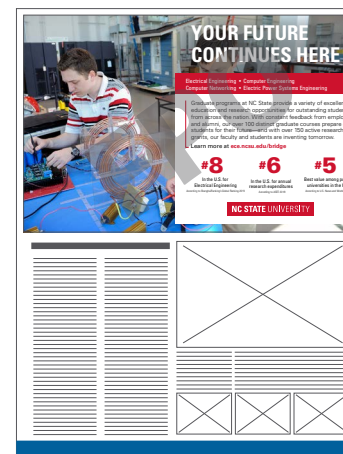 YOUR FUTURE
CONTINUES HERE
Electrical Engineering • Computer Engineering
Computer Networking • Electric Power Systems Engineering
Graduate programs at NC State provide a variety of excellen
education and research opportunities for outstanding studen
from across the nation. With constant feedback from employ
and alumni, our over 100 distinct graduate courses prepare
students for their future—and with over 150 active research
grants, our faculty and students are inventing tomorrow.
Learn more at ece.ncsu.edu/bridge
#8 #6 #5
In the U.S. for In the U.S. for annual Best value among p
Electrical Engineering research expenditures universities in the
NC STATE UNIVERSITY